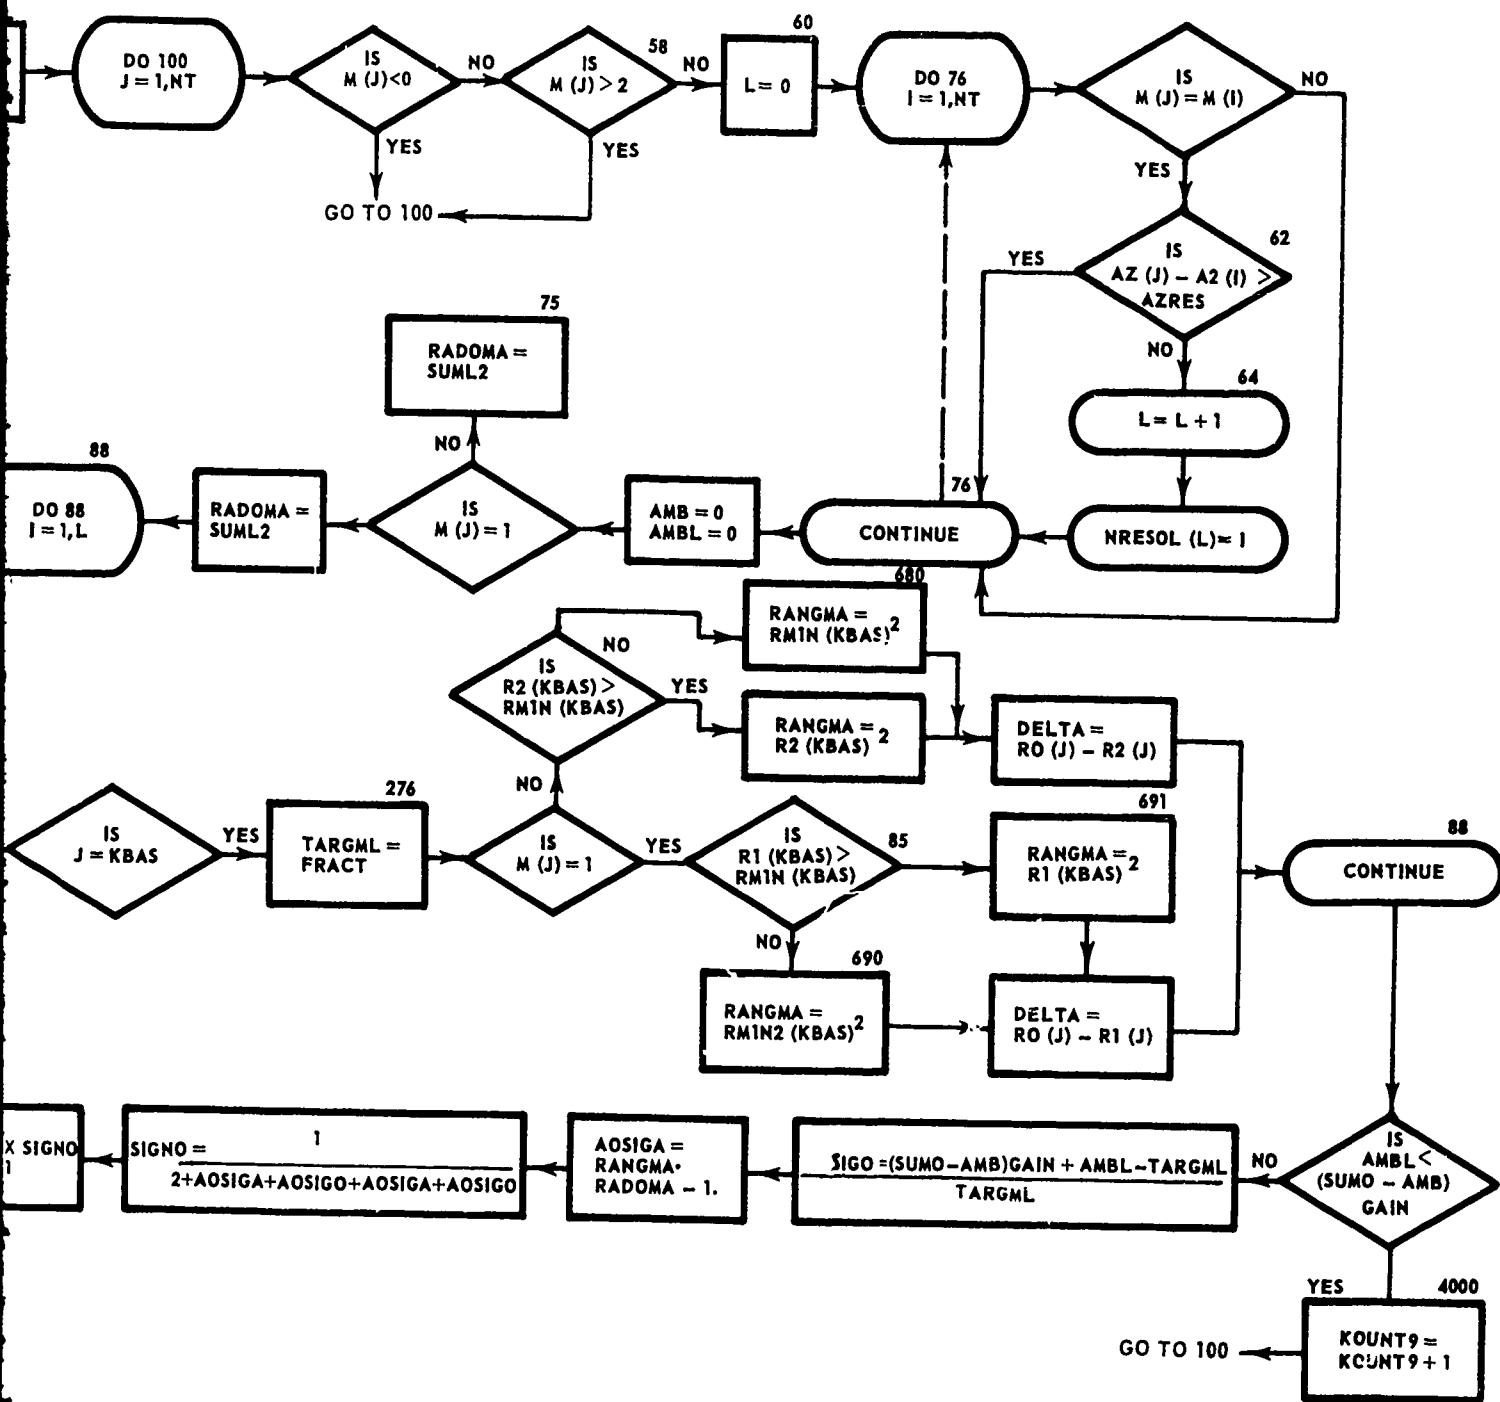 DO 100
J = 1,NT
IS
M (J)<0
NO
YES
58
IS
M (J) > 2
NO
YES
GO TO 100
60
L= 0
DO 76
I = 1,NT
IS
M (J) = M (I)
NO
YES
62
IS
AZ (J) – A2 (I) >
AZRES
YES
NO
64
L= L + 1
NRESOL (L)= 1
76
CONTINUE
AMB = 0
AMBL = 0
IS
M (J) = 1
NO
75
RADOMA =
SUML2
RADOMA =
SUML2
88
DO 88
I = 1,L
680
RANGMA =
RM1N (KBAS)2
IS
R2 (KBAS) >
RM1N (KBAS)
NO
YES
RANGMA = 2
R2 (KBAS)
DELTA =
RO (J) – R2 (J)
NO
IS
J = KBAS
YES
276
TARGML =
FRACT
IS
M (J) = 1
YES
IS
R1 (KBAS) >
RM1N (KBAS)
85
NO
691
RANGMA = 2
R1 (KBAS)
690
RANGMA =
RM1N2 (KBAS)2
DELTA =
RO (J) – R1 (J)
88
CONTINUE
IS
AMBL <
(SUMO – AMB)
GAIN
NO
YES
SIGO =(SUMO–AMB)GAIN + AMBL–TARGML
TARGML
AOSIGA =
RANGMA·
RADOMA – 1.
SIGNO = 1
2+AOSIGA+AOSIGO+AOSIGA+AOSIGO
X SIGNO
1
4000
KOUNT9 =
KOUNT9 + 1
GO TO 100